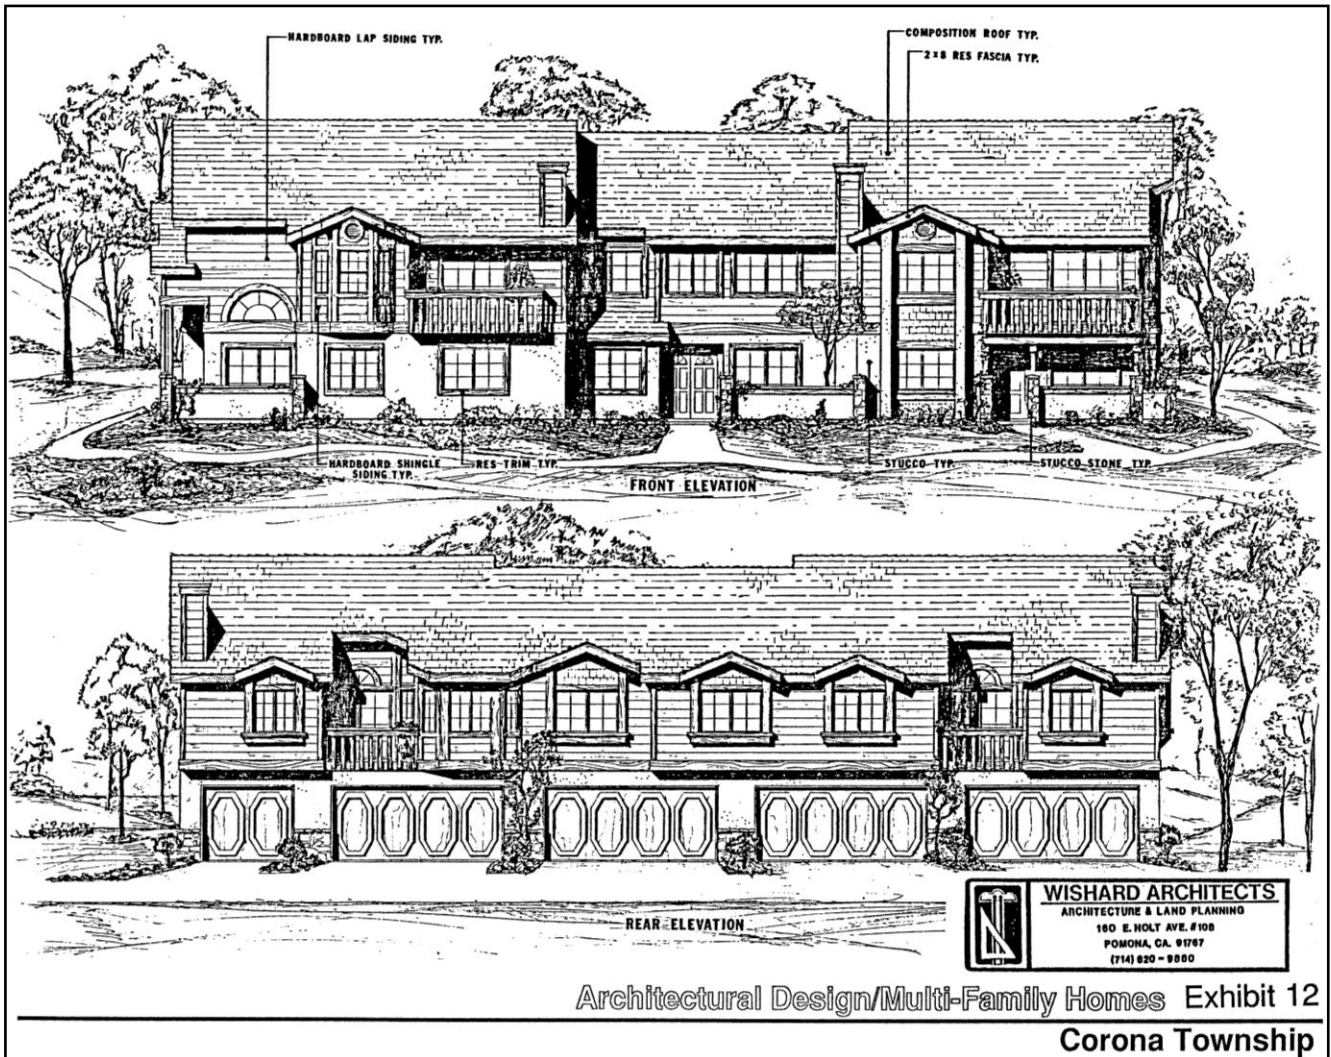 HARDBOARD LAP SIDING TYP.
COMPOSITION ROOF TYP.
2x8 RES FASCIA TYP.
HARDBOARD SHINGLE
SIDING TYP.
RES TRIM TYP.
STUCCO TYP.
STUCCO STONE TYP.
FRONT ELEVATION
REAR ELEVATION
WISHARD ARCHITECTS
ARCHITECTURE & LAND PLANNING
160 E. HOLT AVE. #108
POMONA, CA. 91767
(714) 620-9880
Architectural Design/Multi-Family Homes Exhibit 12
Corona Township